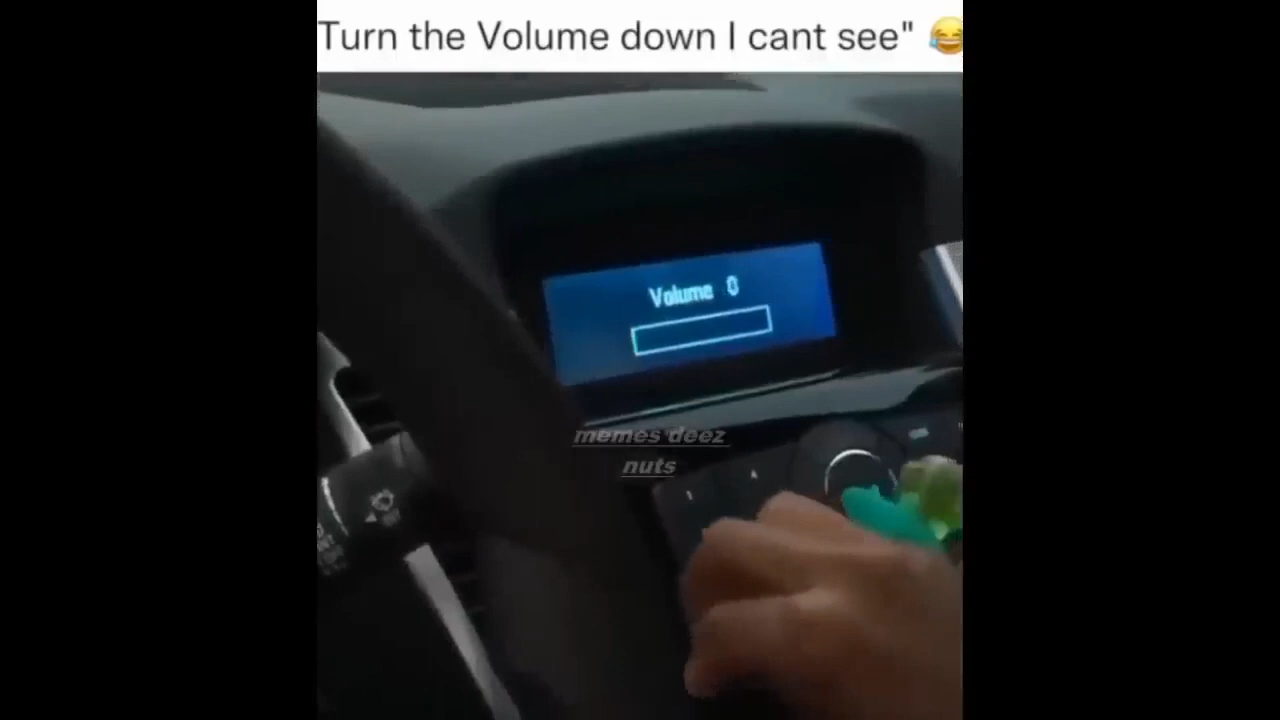 Turn the Volume down I cant see" 😂
Volume 0
memes deez
nuts